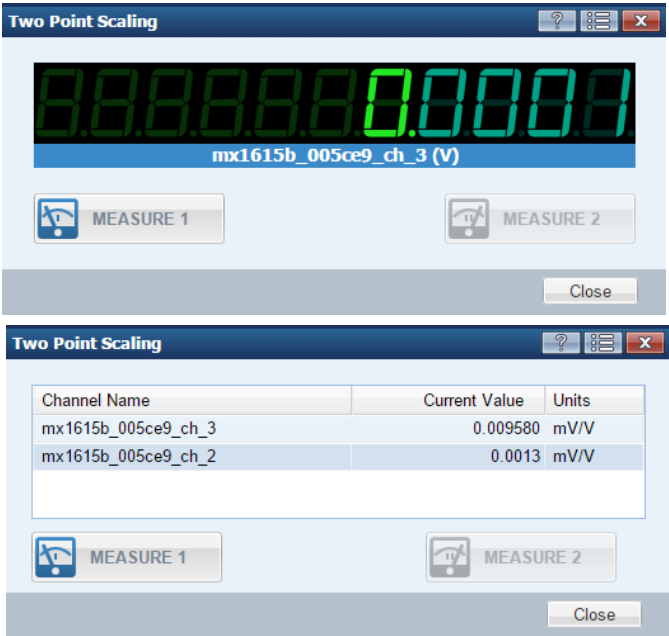 Two Point Scaling
0.0001
mx1615b_005ce9_ch_3 (V)
MEASURE 1 MEASURE 2
Close
Two Point Scaling
Channel Name Current Value Units
mx1615b_005ce9_ch_3 0.009580 mV/V
mx1615b_005ce9_ch_2 0.0013 mV/V
MEASURE 1 MEASURE 2
Close